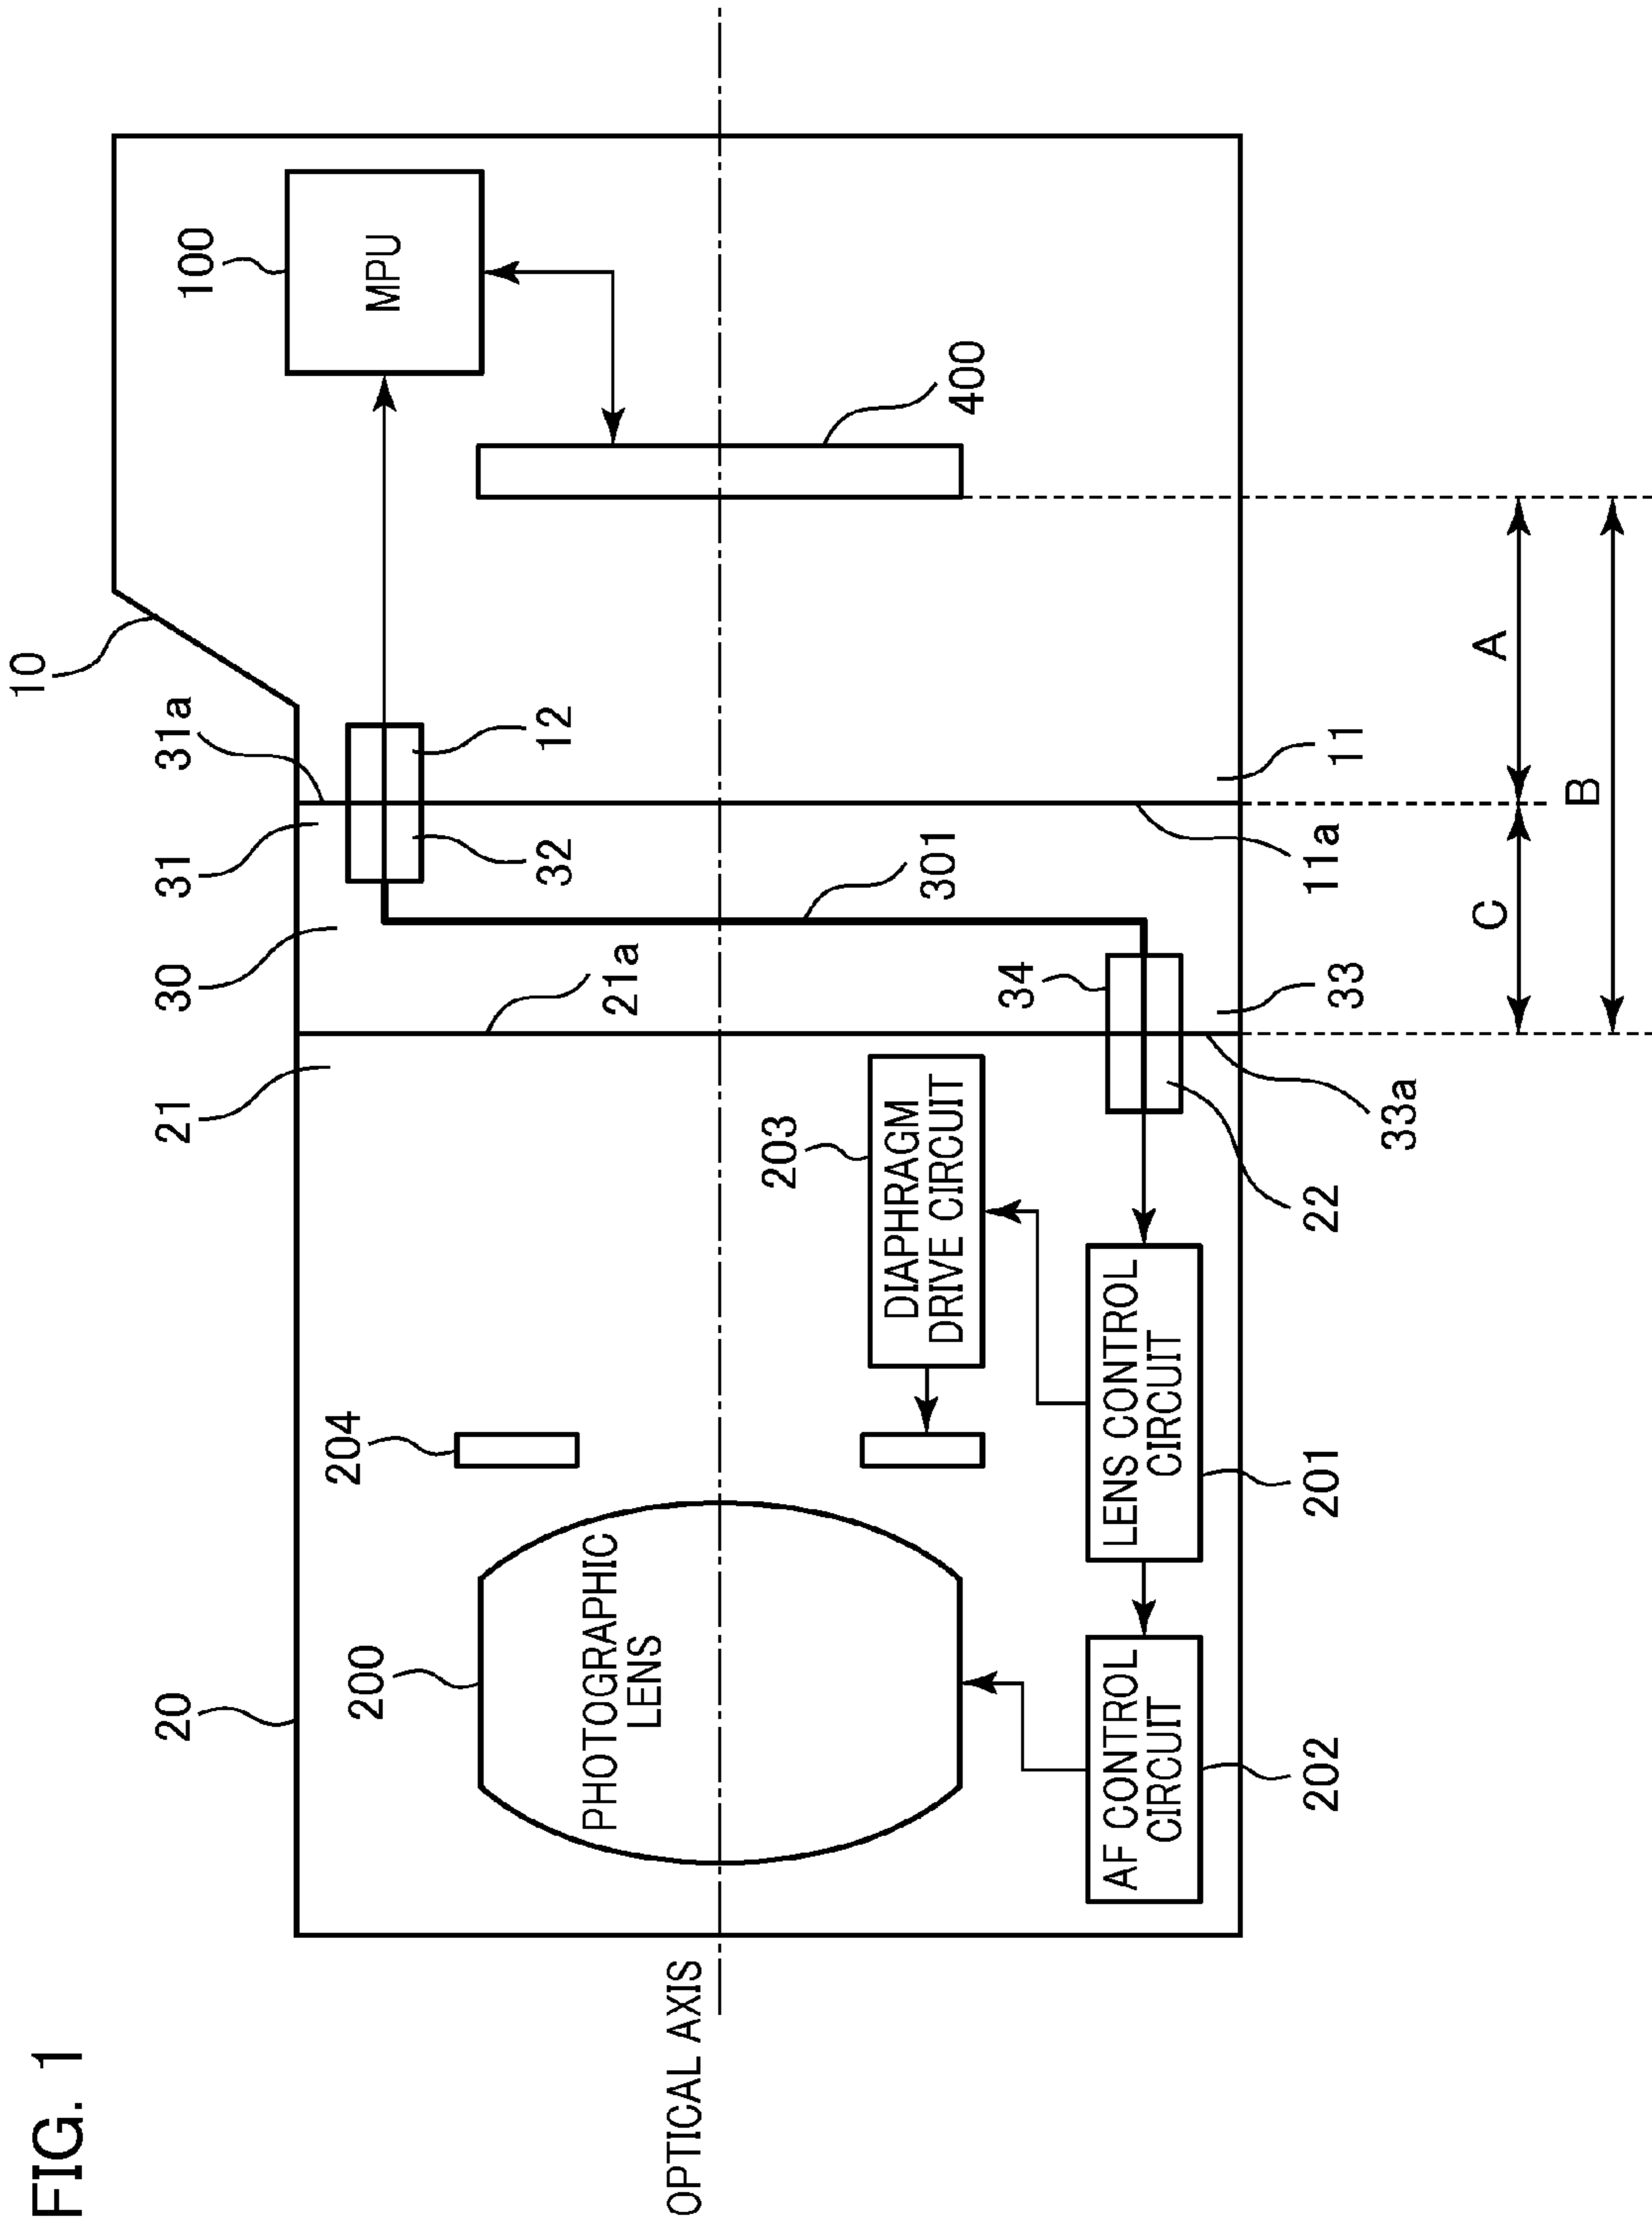 FIG. 1
10
20
21
30
31
31a
100
MPU
200
204
12
32
PHOTOGRAPHIC
LENS
21a
OPTICAL AXIS
203
DIAPHRAGM
DRIVE CIRCUIT
301
400
34
AF CONTROL
CIRCUIT
LENS CONTROL
CIRCUIT
202
201
22
33
11a
11
33a
C
A
B